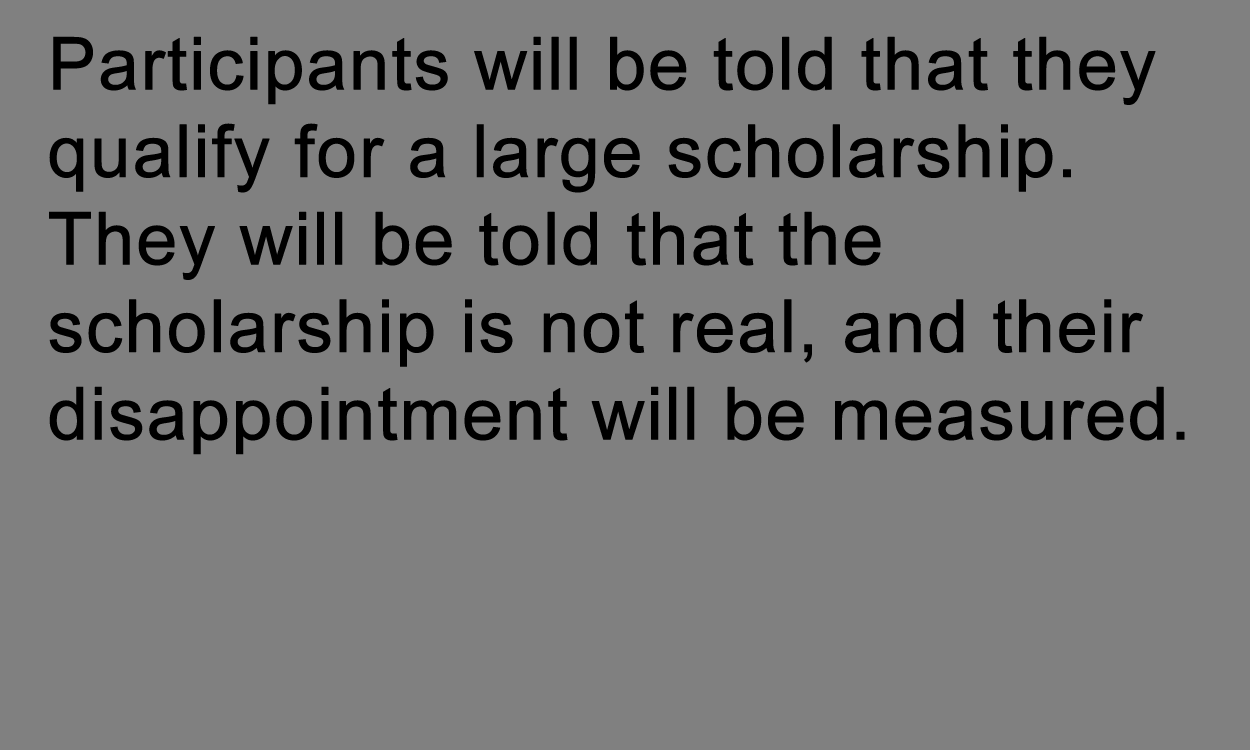 Participants will be told that they
qualify for a large scholarship.
They will be told that the
scholarship is not real, and their
disappointment will be measured.